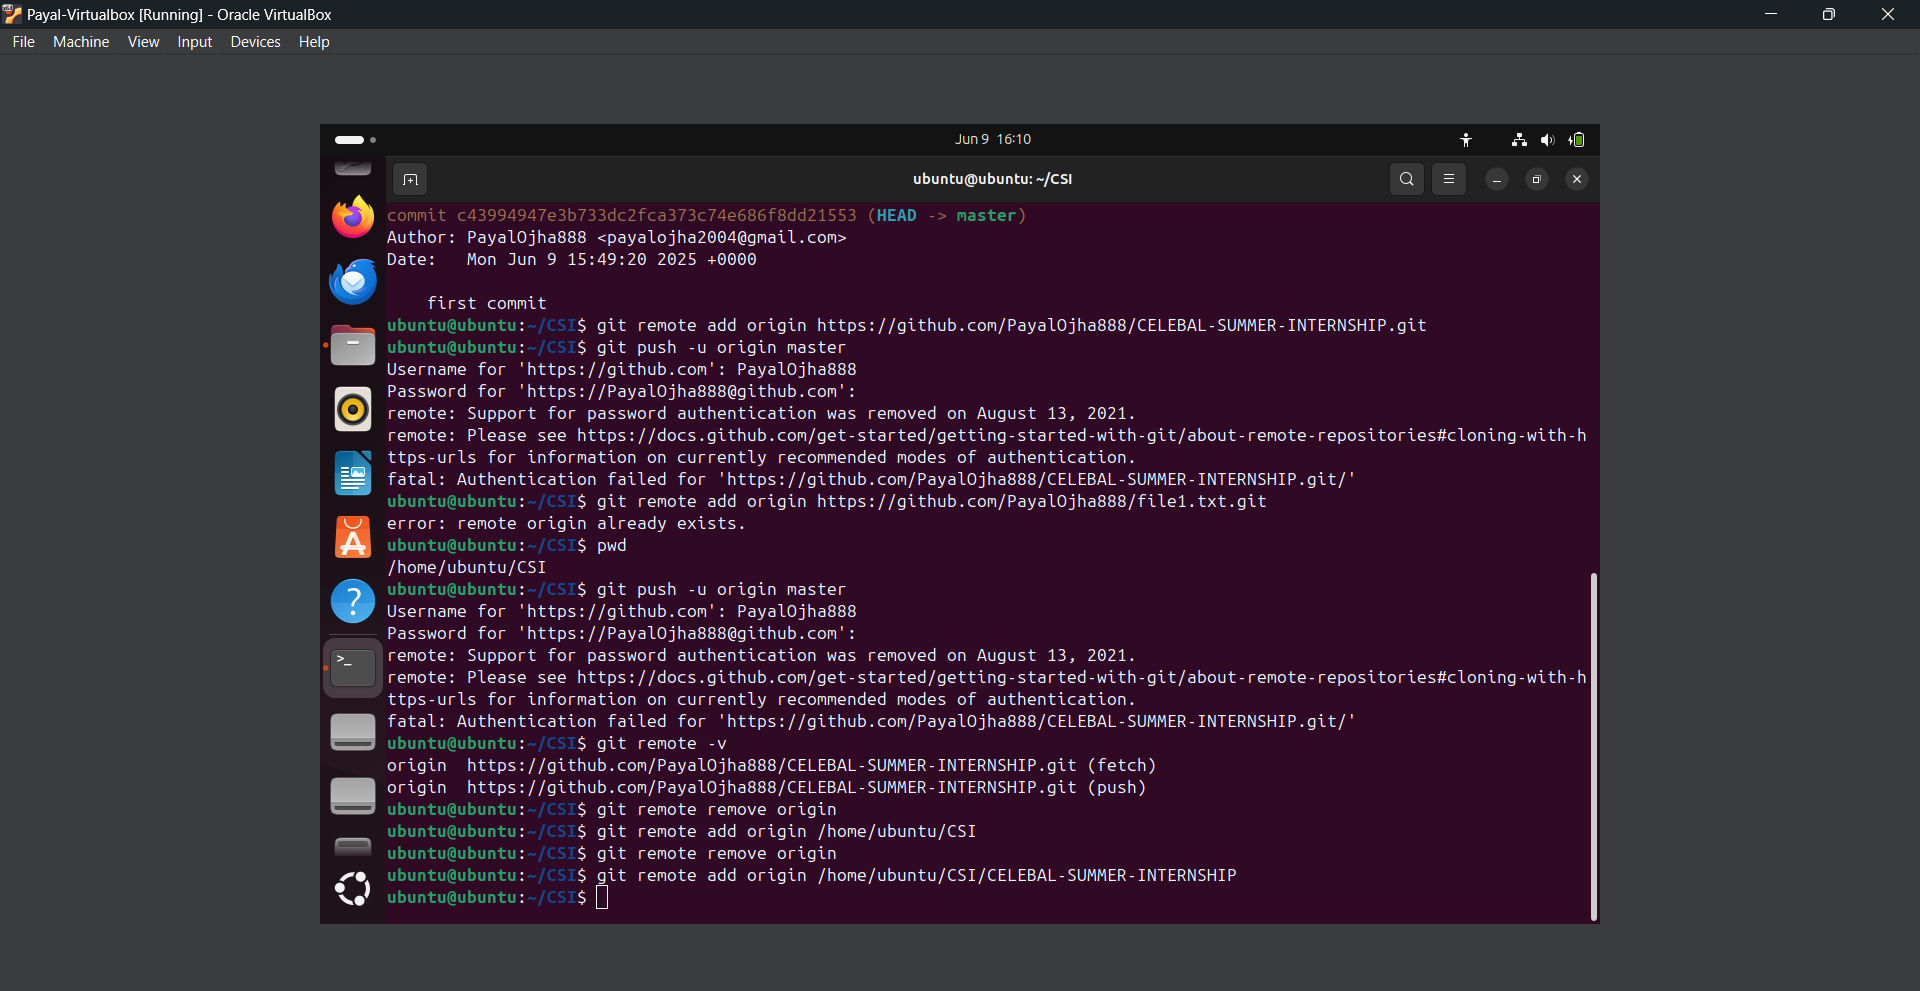 Payal-Virtualbox [Running] - Oracle VirtualBox
File Machine View Input Devices Help
Jun 9 16:10
ubuntu@ubuntu: ~/CSI
commit c43994947e3b733dc2fca373c74e686f8dd21553 (HEAD -> master)
Author: PayalOjha888 <payalojha2004@gmail.com>
Date:   Mon Jun 9 15:49:20 2025 +0000
    first commit
ubuntu@ubuntu:~/CSI$ git remote add origin https://github.com/PayalOjha888/CELEBAL-SUMMER-INTERNSHIP.git
ubuntu@ubuntu:~/CSI$ git push -u origin master
Username for 'https://github.com': PayalOjha888
Password for 'https://PayalOjha888@github.com':
remote: Support for password authentication was removed on August 13, 2021.
remote: Please see https://docs.github.com/get-started/getting-started-with-git/about-remote-repositories#cloning-with-h
ttps-urls for information on currently recommended modes of authentication.
fatal: Authentication failed for 'https://github.com/PayalOjha888/CELEBAL-SUMMER-INTERNSHIP.git/'
ubuntu@ubuntu:~/CSI$ git remote add origin https://github.com/PayalOjha888/file1.txt.git
error: remote origin already exists.
ubuntu@ubuntu:~/CSI$ pwd
/home/ubuntu/CSI
ubuntu@ubuntu:~/CSI$ git push -u origin master
Username for 'https://github.com': PayalOjha888
Password for 'https://PayalOjha888@github.com':
remote: Support for password authentication was removed on August 13, 2021.
remote: Please see https://docs.github.com/get-started/getting-started-with-git/about-remote-repositories#cloning-with-h
ttps-urls for information on currently recommended modes of authentication.
fatal: Authentication failed for 'https://github.com/PayalOjha888/CELEBAL-SUMMER-INTERNSHIP.git/'
ubuntu@ubuntu:~/CSI$ git remote -v
origin  https://github.com/PayalOjha888/CELEBAL-SUMMER-INTERNSHIP.git (fetch)
origin  https://github.com/PayalOjha888/CELEBAL-SUMMER-INTERNSHIP.git (push)
ubuntu@ubuntu:~/CSI$ git remote remove origin
ubuntu@ubuntu:~/CSI$ git remote add origin /home/ubuntu/CSI
ubuntu@ubuntu:~/CSI$ git remote remove origin
ubuntu@ubuntu:~/CSI$ git remote add origin /home/ubuntu/CSI/CELEBAL-SUMMER-INTERNSHIP
ubuntu@ubuntu:~/CSI$